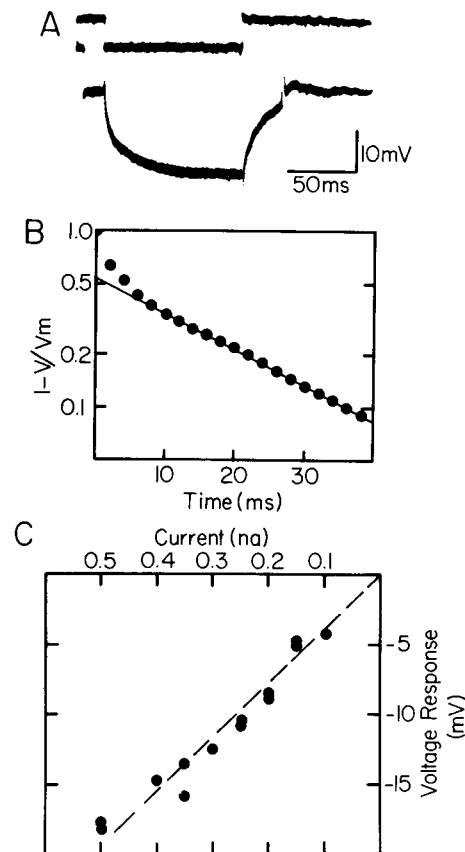 A
10mV
50ms
B
1.0
0.5
0.2
0.1
I-V/Vm
10 20 30
Time (ms)
C
Current (na)
0.5 0.4 0.3 0.2 0.1
-5
-10
-15
Voltage Response
(mV)